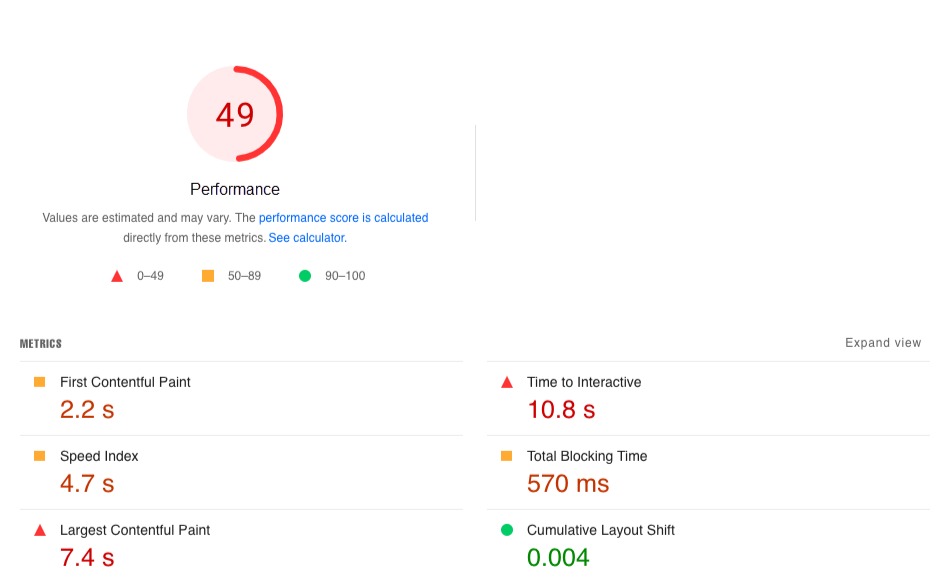 49
Performance
Values are estimated and may vary. The performance score is calculated
directly from these metrics. See calculator.
0–49 50–89 90–100
METRICS Expand view
First Contentful Paint
2.2 s
Time to Interactive
10.8 s
Speed Index
4.7 s
Total Blocking Time
570 ms
Largest Contentful Paint
7.4 s
Cumulative Layout Shift
0.004